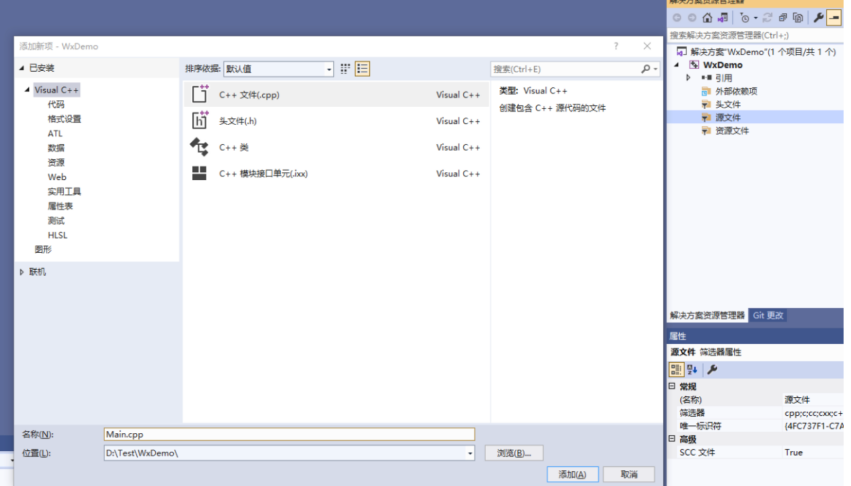 添加新项 - WxDemo
? ×
已安装
Visual C++
代码
格式设置
ATL
数据
资源
Web
实用工具
属性表
测试
HLSL
图形
联机
排序依据: 默认值
搜索(Ctrl+E)
C++ 文件(.cpp) Visual C++
头文件(.h) Visual C++
C++ 类 Visual C++
C++ 模块接口单元(.ixx) Visual C++
类型: Visual C++
创建包含 C++ 源代码的文件
名称(N): Main.cpp
位置(L): D:\Test\WxDemo\
浏览(B)...
添加(A) 取消
解决方案资源管理器
搜索解决方案资源管理器(Ctrl+;)
解决方案"WxDemo"(1 个项目/共 1 个)
WxDemo
引用
外部依赖项
头文件
源文件
资源文件
解决方案资源管理器 Git 更改
属性
源文件 筛选器属性
常规
(名称) 源文件
筛选器 cpp;c;cc;cxx;c+
唯一标识符 {4FC737F1-C7A
高级
SCC 文件 True